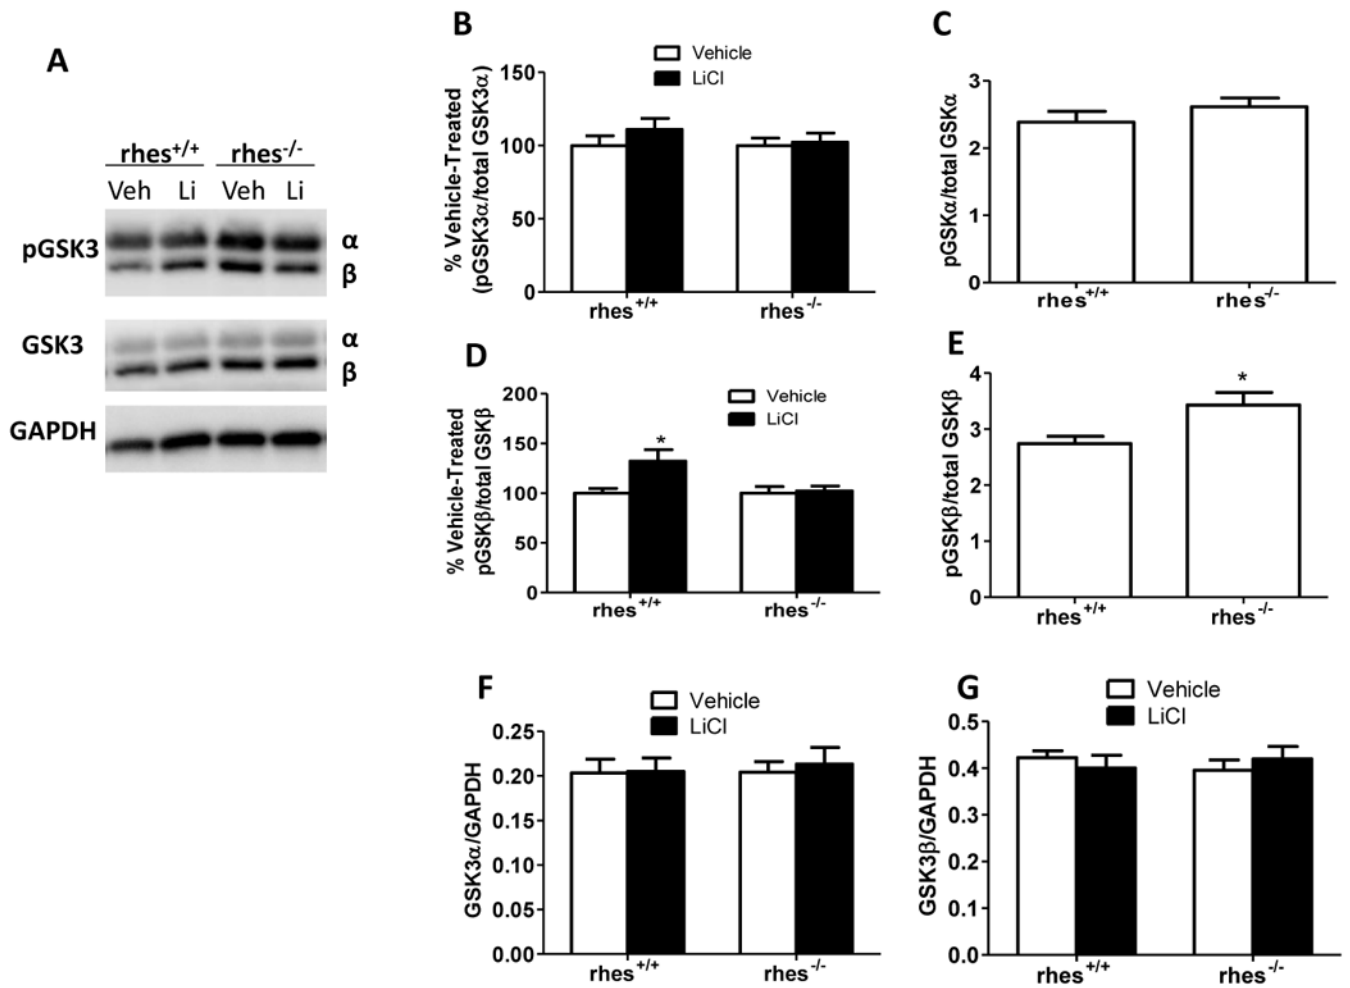 A
rhes+/+ rhes-/-
Veh Li Veh Li
pGSK3 α
β
GSK3 α
β
GAPDH
B
Vehicle
LiCl
% Vehicle-Treated
(pGSK3α/total GSK3α)
150
100
50
0
rhes+/+ rhes-/-
C
pGSKα/total GSKα
3
2
1
0
rhes+/+ rhes-/-
D
Vehicle
LiCl
% Vehicle-Treated
pGSKβ/total GSKβ
200
150
100
50
0
*
rhes+/+ rhes-/-
E
pGSKβ/total GSKβ
4
3
2
1
0
*
rhes+/+ rhes-/-
F
Vehicle
LiCl
GSK3α/GAPDH
0.25
0.20
0.15
0.10
0.05
0.00
rhes+/+ rhes-/-
G
Vehicle
LiCl
GSK3β/GAPDH
0.5
0.4
0.3
0.2
0.1
0.0
rhes+/+ rhes-/-